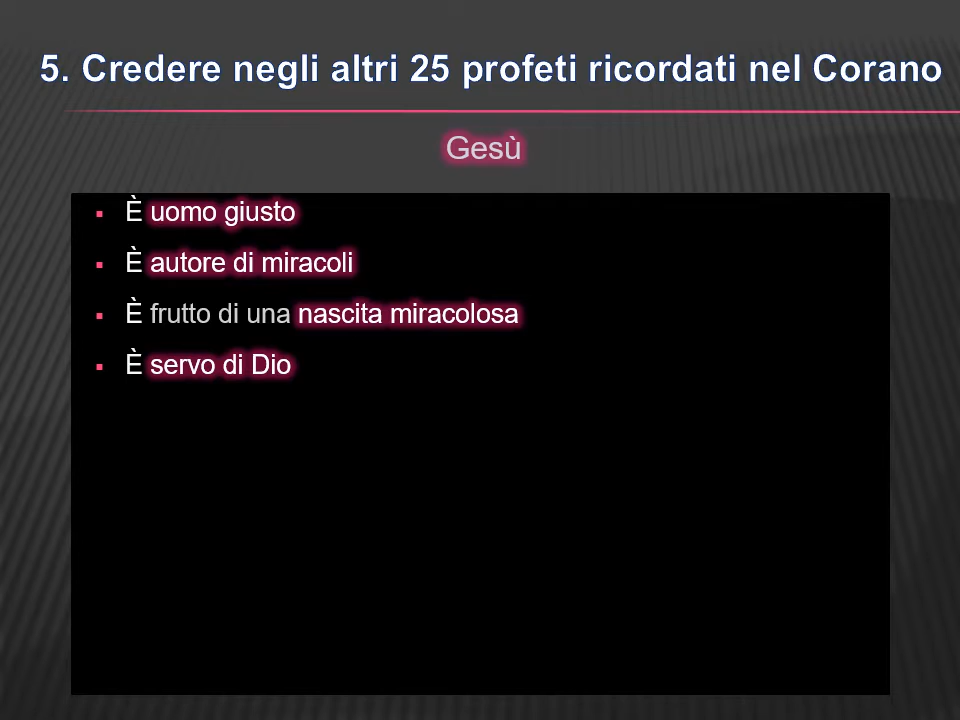 5. Credere negli altri 25 profeti ricordati nel Corano
Gesù
▪ È uomo giusto
▪ È autore di miracoli
▪ È frutto di una nascita miracolosa
▪ È servo di Dio